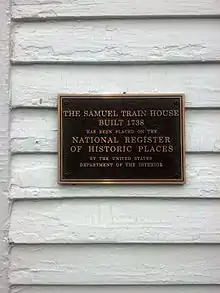 THE SAMUEL TRAIN HOUSE
BUILT 1738
HAS BEEN PLACED ON THE
NATIONAL REGISTER
OF HISTORIC PLACES
BY THE UNITED STATES
DEPARTMENT OF THE INTERIOR